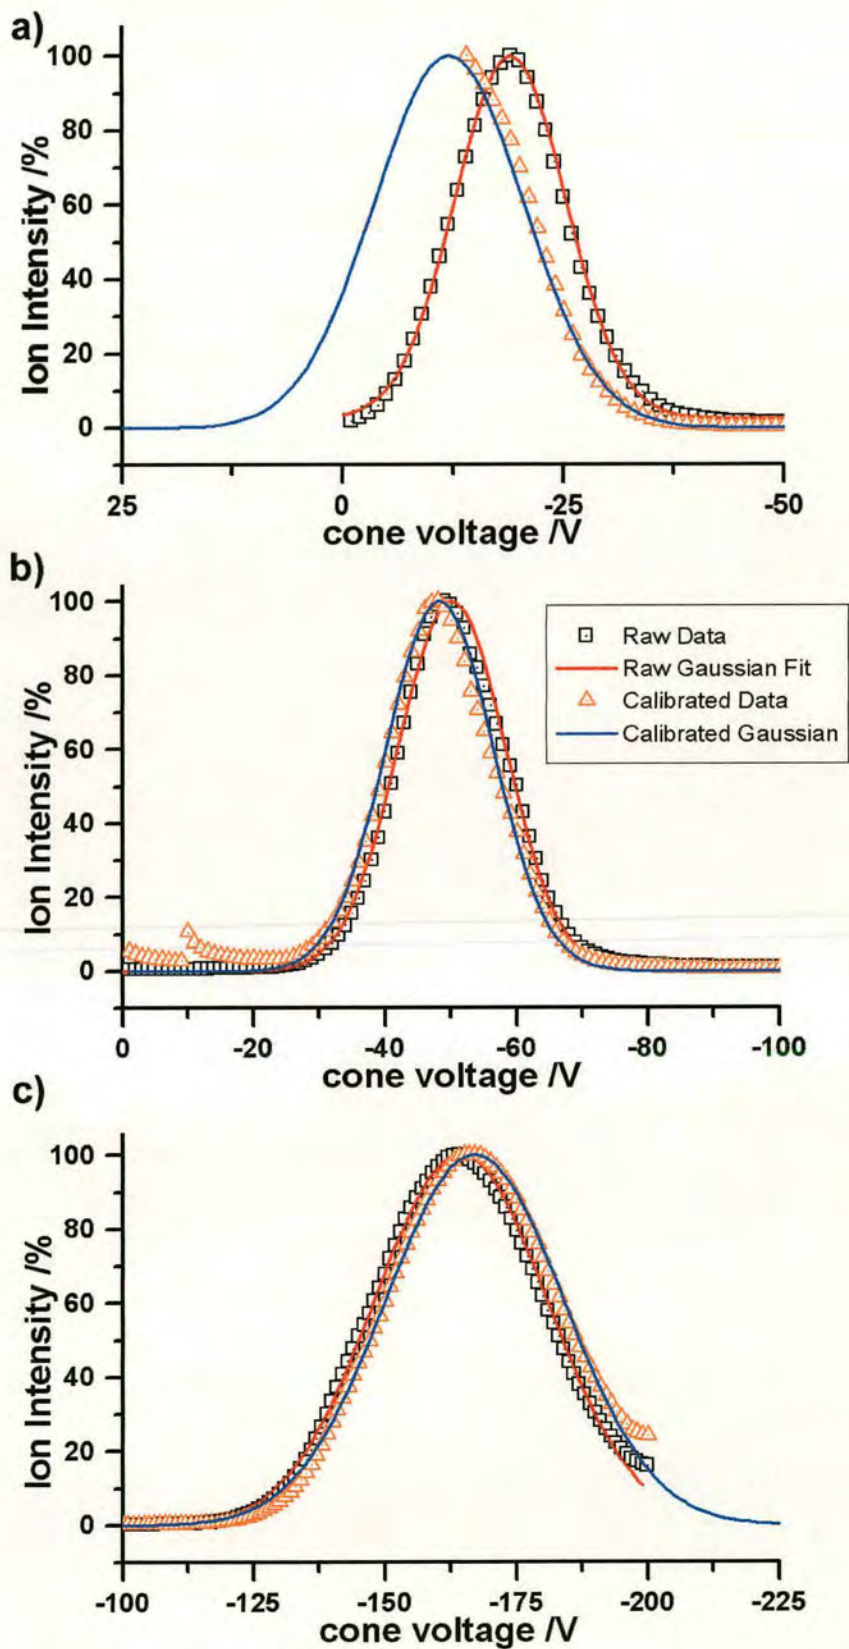 a)
100
80
60
40
20
0
Ion Intensity /%
25
0
-25
-50
cone voltage /V
b)
100
80
60
40
20
0
Ion Intensity /%
Raw Data
Raw Gaussian Fit
Calibrated Data
Calibrated Gaussian
0
-20
-40
-60
-80
-100
cone voltage /V
c)
100
80
60
40
20
0
Ion Intensity /%
-100
-125
-150
-175
-200
-225
cone voltage /V